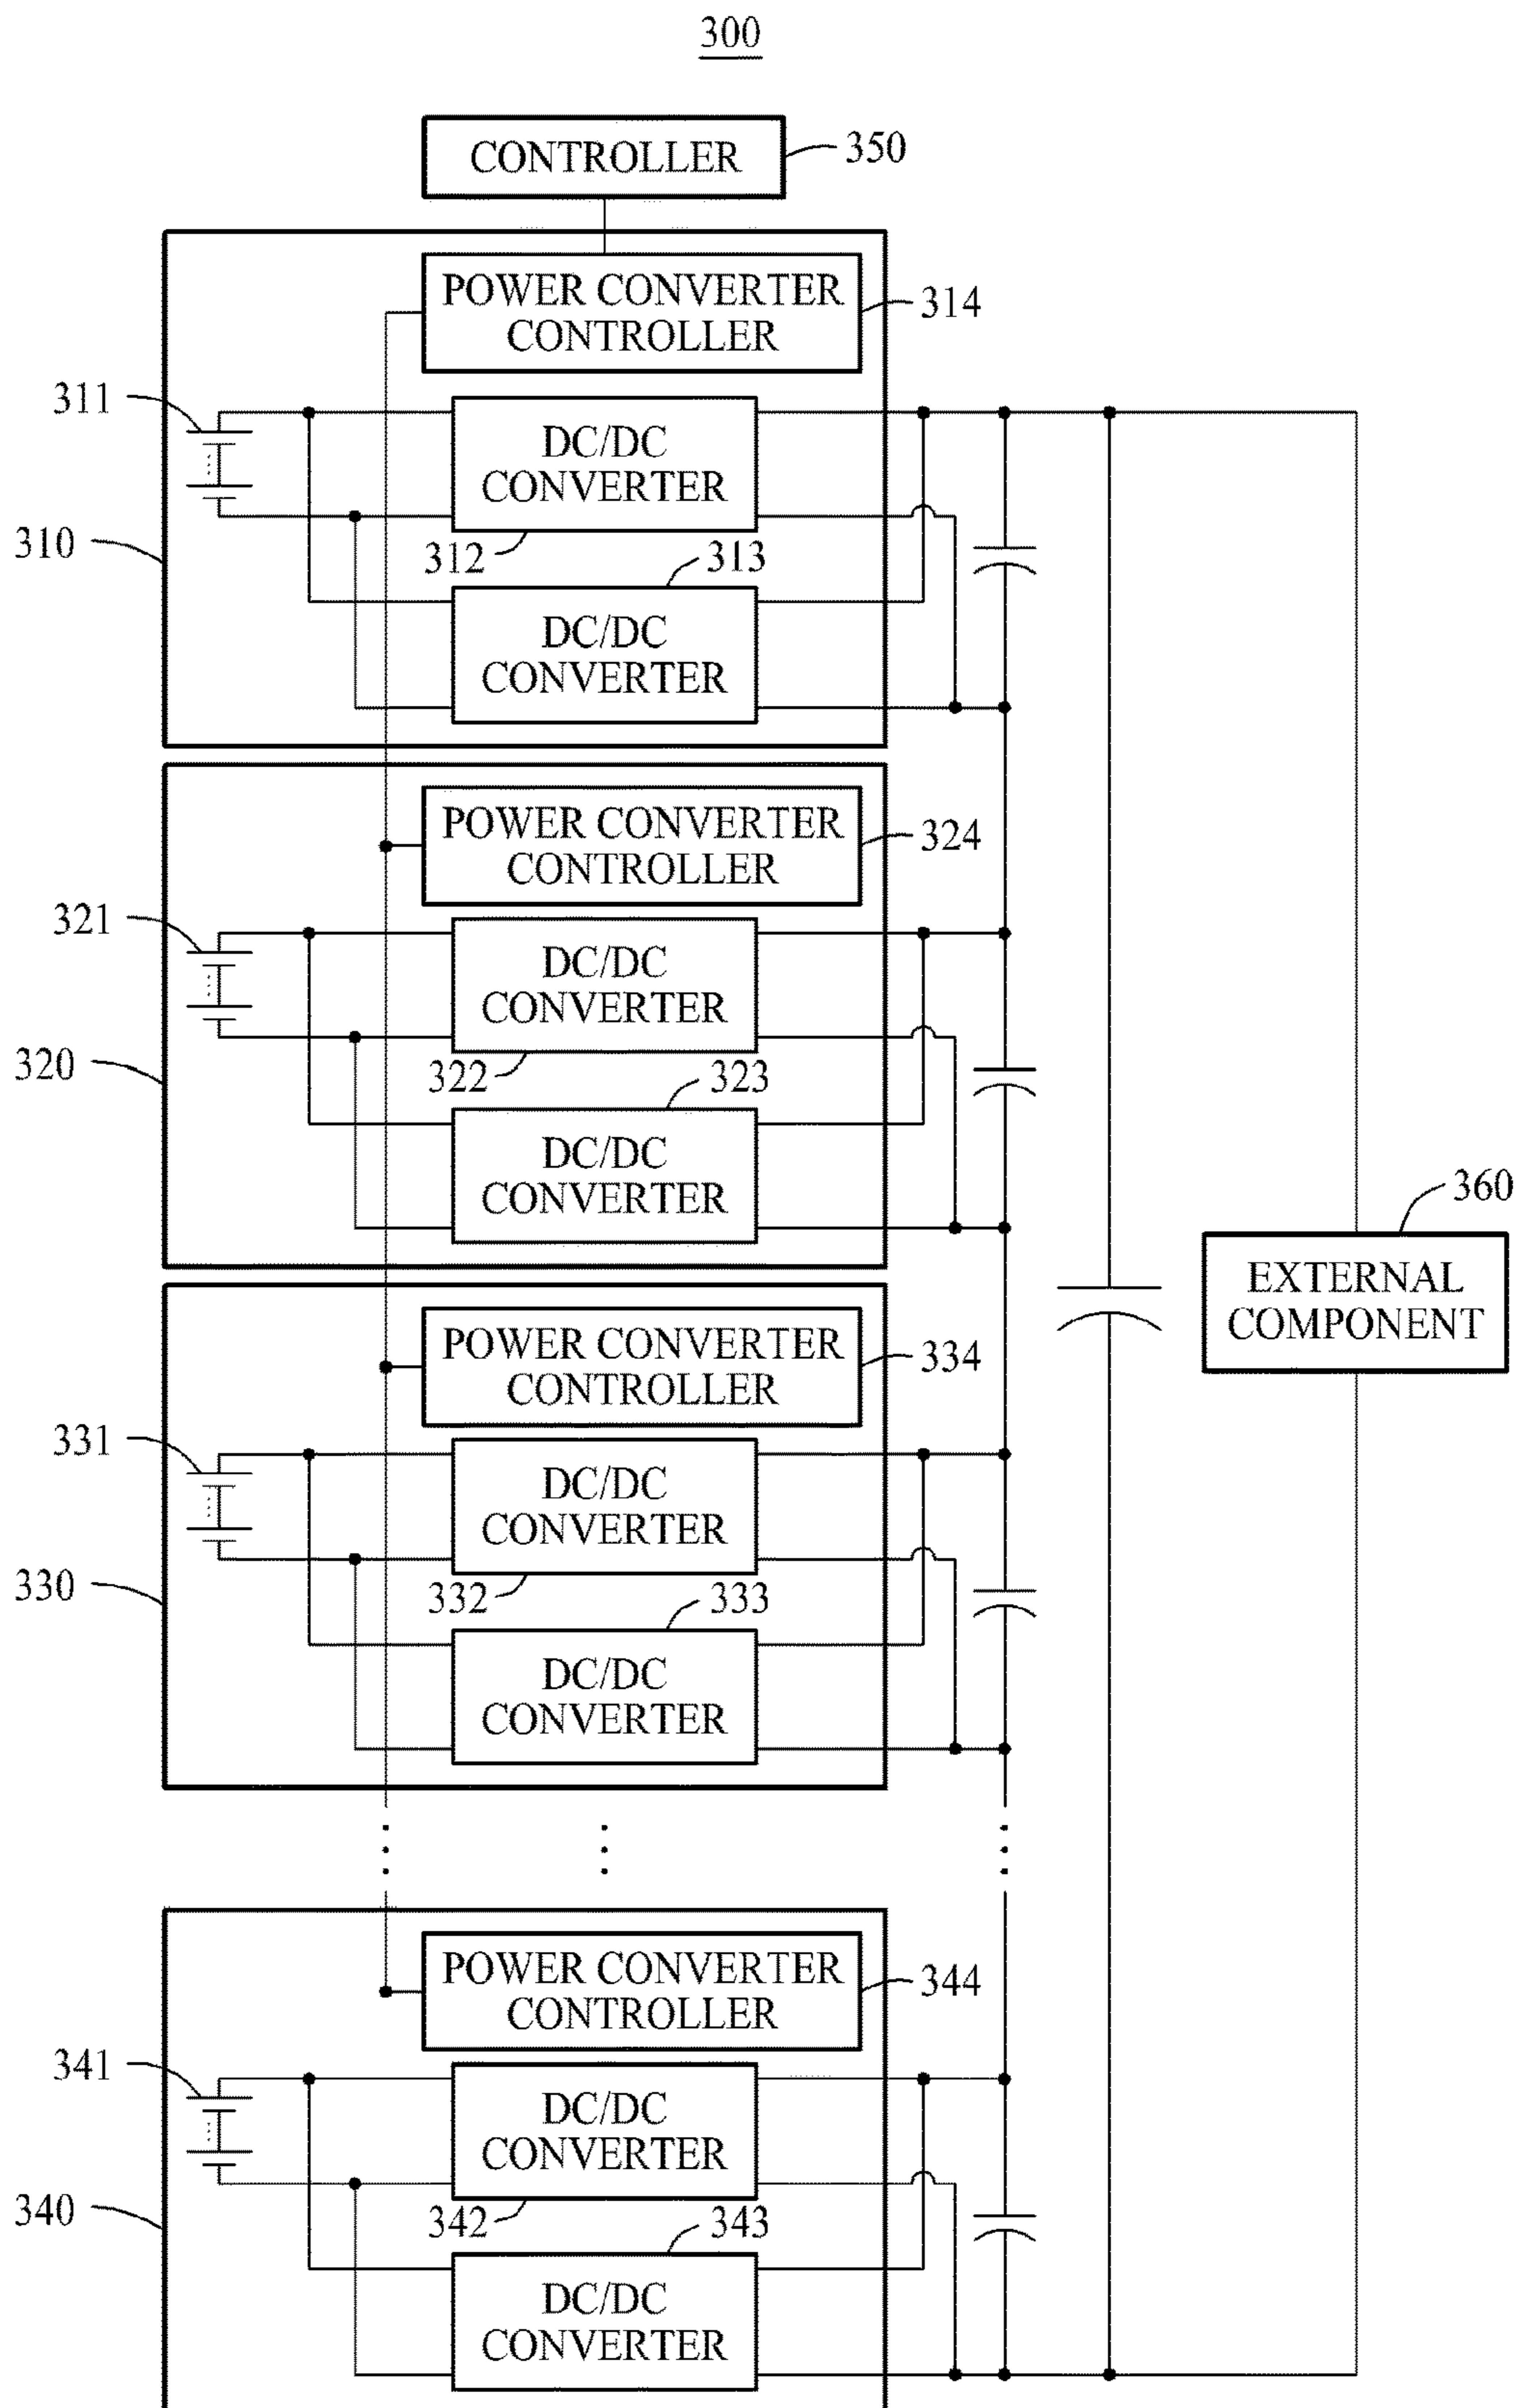 300
CONTROLLER
350
POWER CONVERTER
CONTROLLER
314
311
DC/DC
CONVERTER
310
312
313
DC/DC
CONVERTER
POWER CONVERTER
CONTROLLER
324
321
DC/DC
CONVERTER
320
322
323
DC/DC
CONVERTER
360
EXTERNAL
COMPONENT
POWER CONVERTER
CONTROLLER
334
331
DC/DC
CONVERTER
330
332
333
DC/DC
CONVERTER
POWER CONVERTER
CONTROLLER
344
341
DC/DC
CONVERTER
340
342
343
DC/DC
CONVERTER